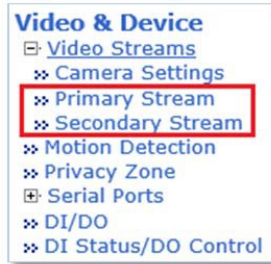 Video & Device
Video Streams
Camera Settings
Primary Stream
Secondary Stream
Motion Detection
Privacy Zone
Serial Ports
DI/DO
DI Status/DO Control